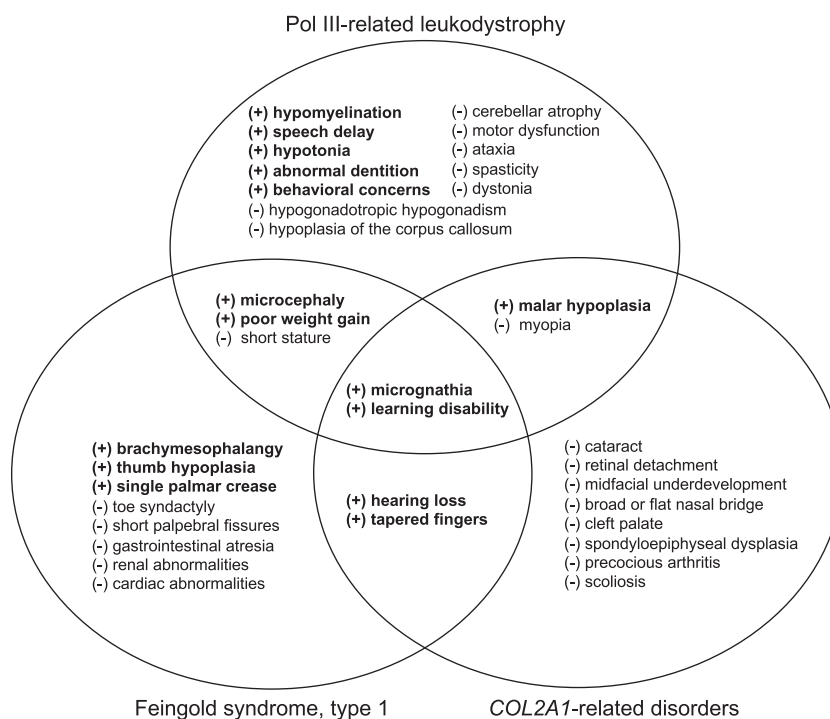 Pol III-related leukodystrophy
(+) hypomyelination
(+) speech delay
(+) hypotonia
(+) abnormal dentition
(+) behavioral concerns
(-) hypogonadotropic hypogonadism
(-) hypoplasia of the corpus callosum
(-) cerebellar atrophy
(-) motor dysfunction
(-) ataxia
(-) spasticity
(-) dystonia
(+) microcephaly
(+) poor weight gain
(-) short stature
(+) malar hypoplasia
(-) myopia
(+) micrognathia
(+) learning disability
(+) brachymesophalangy
(+) thumb hypoplasia
(+) single palmar crease
(-) toe syndactyly
(-) short palpebral fissures
(-) gastrointestinal atresia
(-) renal abnormalities
(-) cardiac abnormalities
(+) hearing loss
(+) tapered fingers
(-) cataract
(-) retinal detachment
(-) midfacial underdevelopment
(-) broad or flat nasal bridge
(-) cleft palate
(-) spondyloepiphyseal dysplasia
(-) precocious arthritis
(-) scoliosis
Feingold syndrome, type 1
COL2A1-related disorders